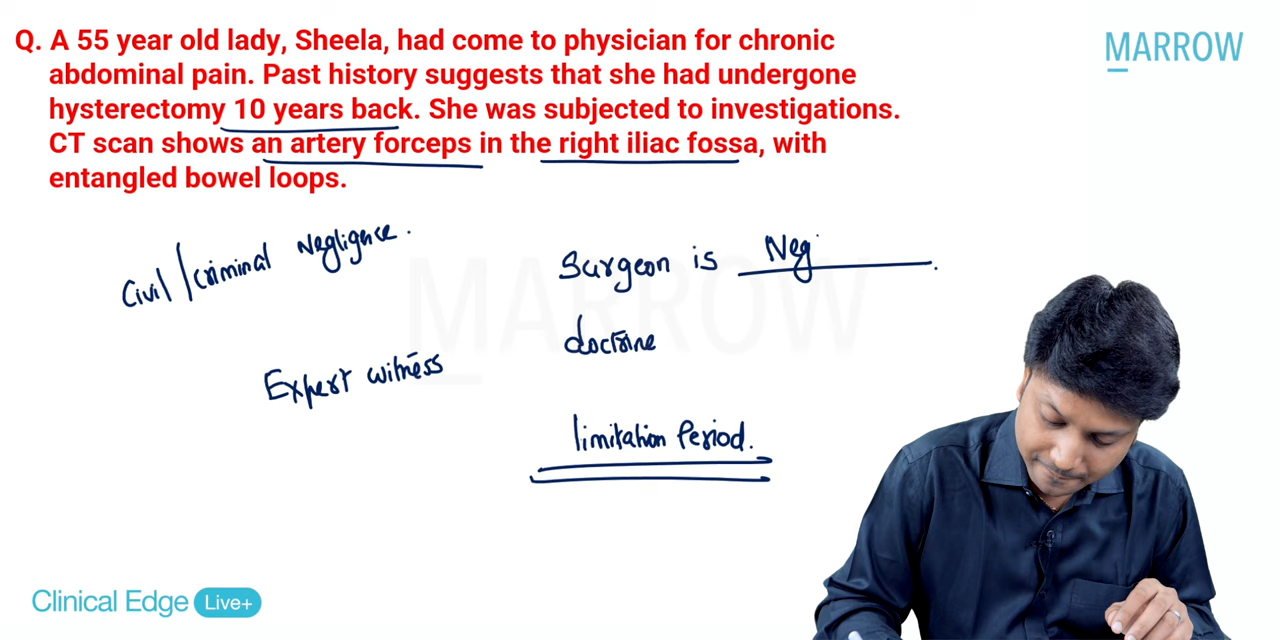 Q. A 55 year old lady, Sheela, had come to physician for chronic
abdominal pain. Past history suggests that she had undergone
hysterectomy 10 years back. She was subjected to investigations.
CT scan shows an artery forceps in the right iliac fossa, with
entangled bowel loops.
MARROW
Civil/criminal Negligence.
Surgeon is Neg
MARROW
doctrine
Expert witness
limitation Period.
Clinical Edge Live+